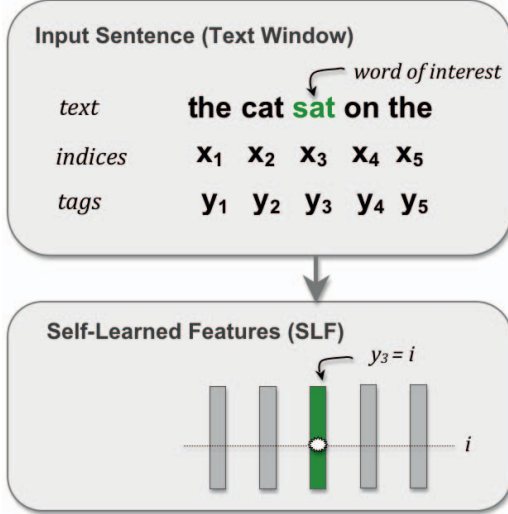 Input Sentence (Text Window)
word of interest
text the cat sat on the
indices x₁ x₂ x₃ x₄ x₅
tags y₁ y₂ y₃ y₄ y₅
Self-Learned Features (SLF)
y₃ = i
i